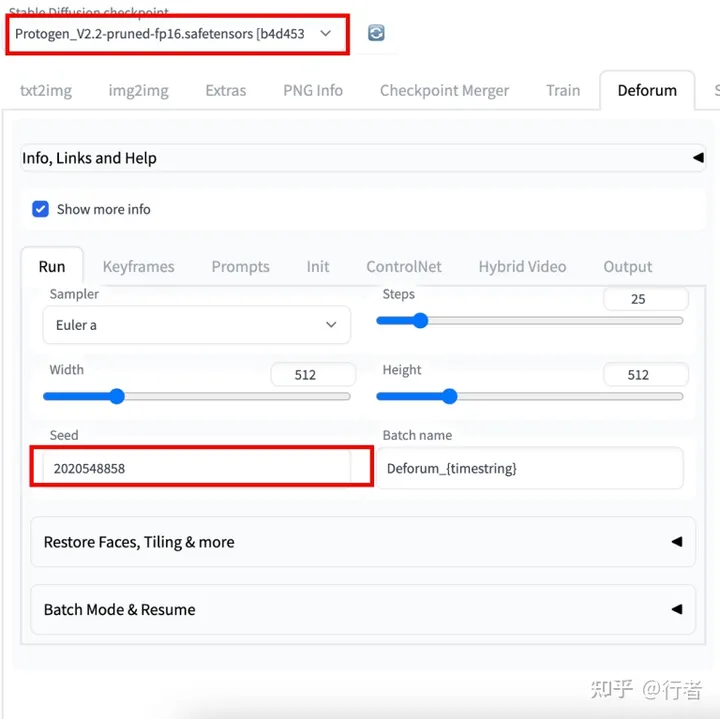 Stable Diffusion checkpoint
Protogen_V2.2-pruned-fp16.safetensors [b4d453
txt2img img2img Extras PNG Info Checkpoint Merger Train Deforum S
Info, Links and Help
Show more info
Run Keyframes Prompts Init ControlNet Hybrid Video Output
Sampler Steps 25
Euler a
Width 512 Height 512
Seed Batch name
2020548858 Deforum_{timestring}
Restore Faces, Tiling & more
Batch Mode & Resume
知乎 @行者